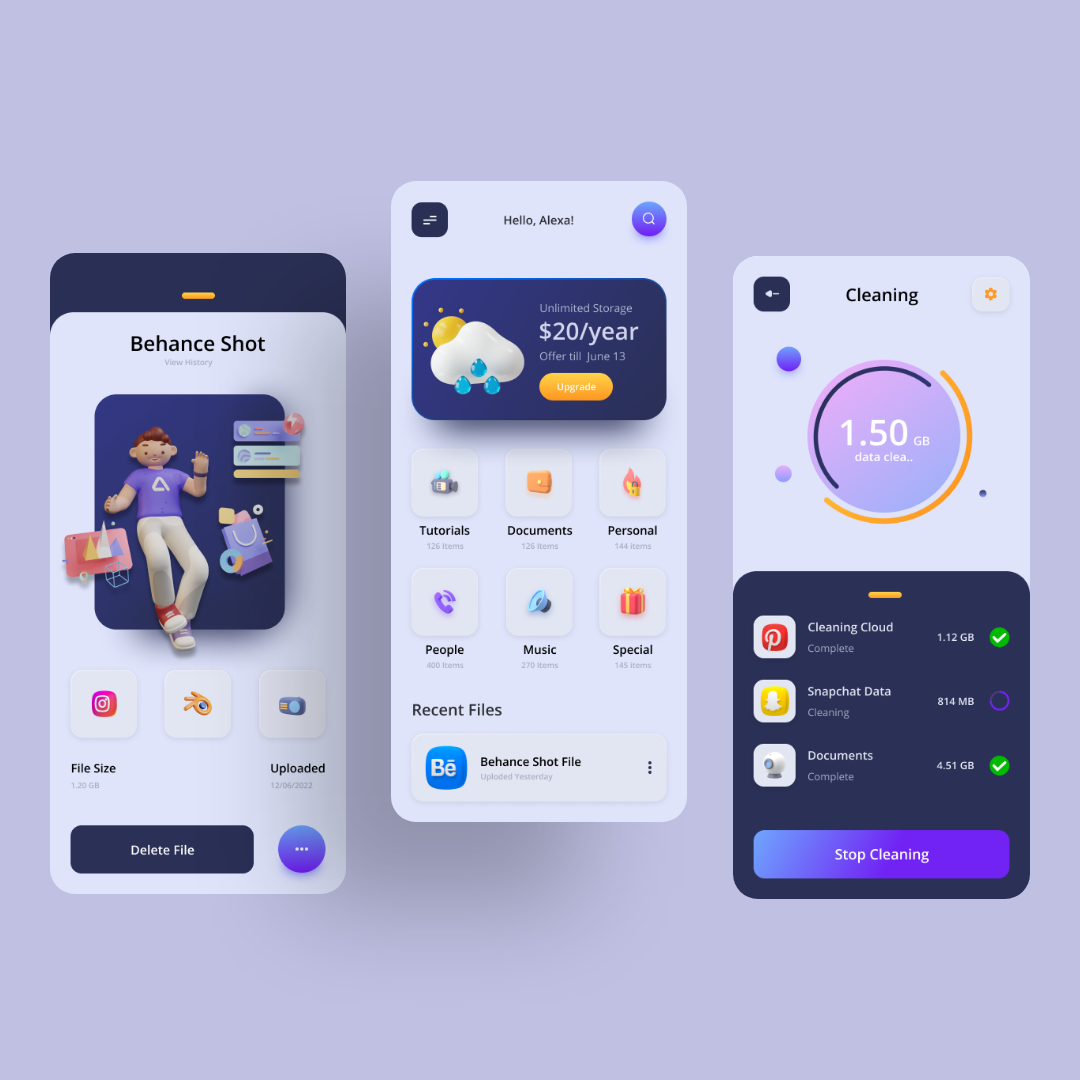 Behance Shot
View History
File Size
Uploaded
1.20 GB
12/06/2022
Delete File
Hello, Alexa!
Unlimited Storage
$20/year
Offer till June 13
Upgrade
Tutorials
126 Items
Documents
126 Items
Personal
144 Items
People
400 Items
Music
270 Items
Special
145 Items
Recent Files
Bē
Behance Shot File
Uploded Yesterday
Cleaning
1.50 GB
data clea..
Cleaning Cloud
Complete
1.12 GB
Snapchat Data
Cleaning
814 MB
Documents
Complete
4.51 GB
Stop Cleaning